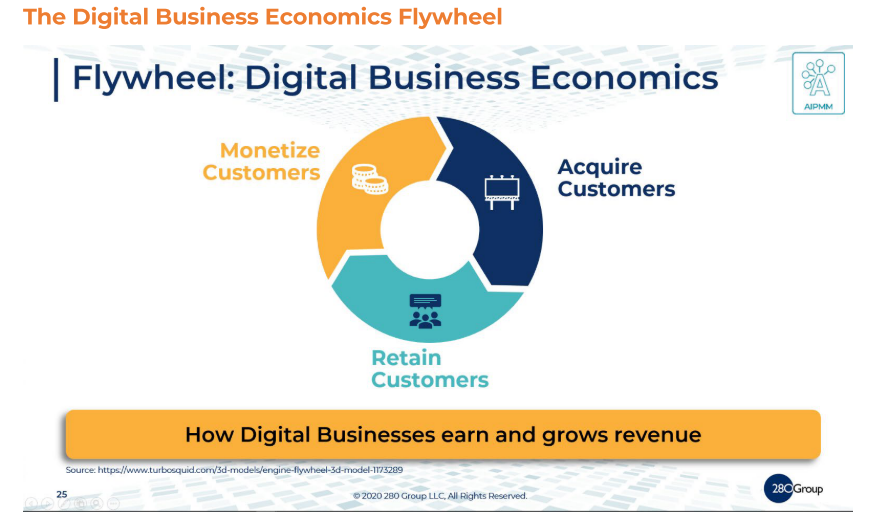 The Digital Business Economics Flywheel
Flywheel: Digital Business Economics
AIPMM
Monetize
Customers
Acquire
Customers
Retain
Customers
How Digital Businesses earn and grows revenue
Source: https://www.turbosquid.com/3d-models/engine-flywheel-3d-model-1173289
25
© 2020 280 Group LLC, All Rights Reserved.
280Group